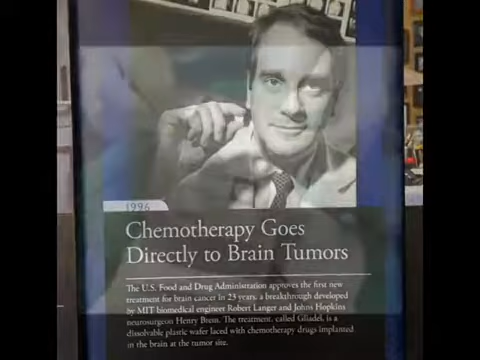 1996
Chemotherapy Goes
Directly to Brain Tumors
The U.S. Food and Drug Administration approves the first new
treatment for brain cancer in 23 years, a breakthrough developed
by MIT biomedical engineer Robert Langer and Johns Hopkins
neurosurgeon Henry Brem. The treatment, called Gliadel, is a
dissolvable plastic wafer laced with chemotherapy drugs implanted
in the brain at the tumor site.